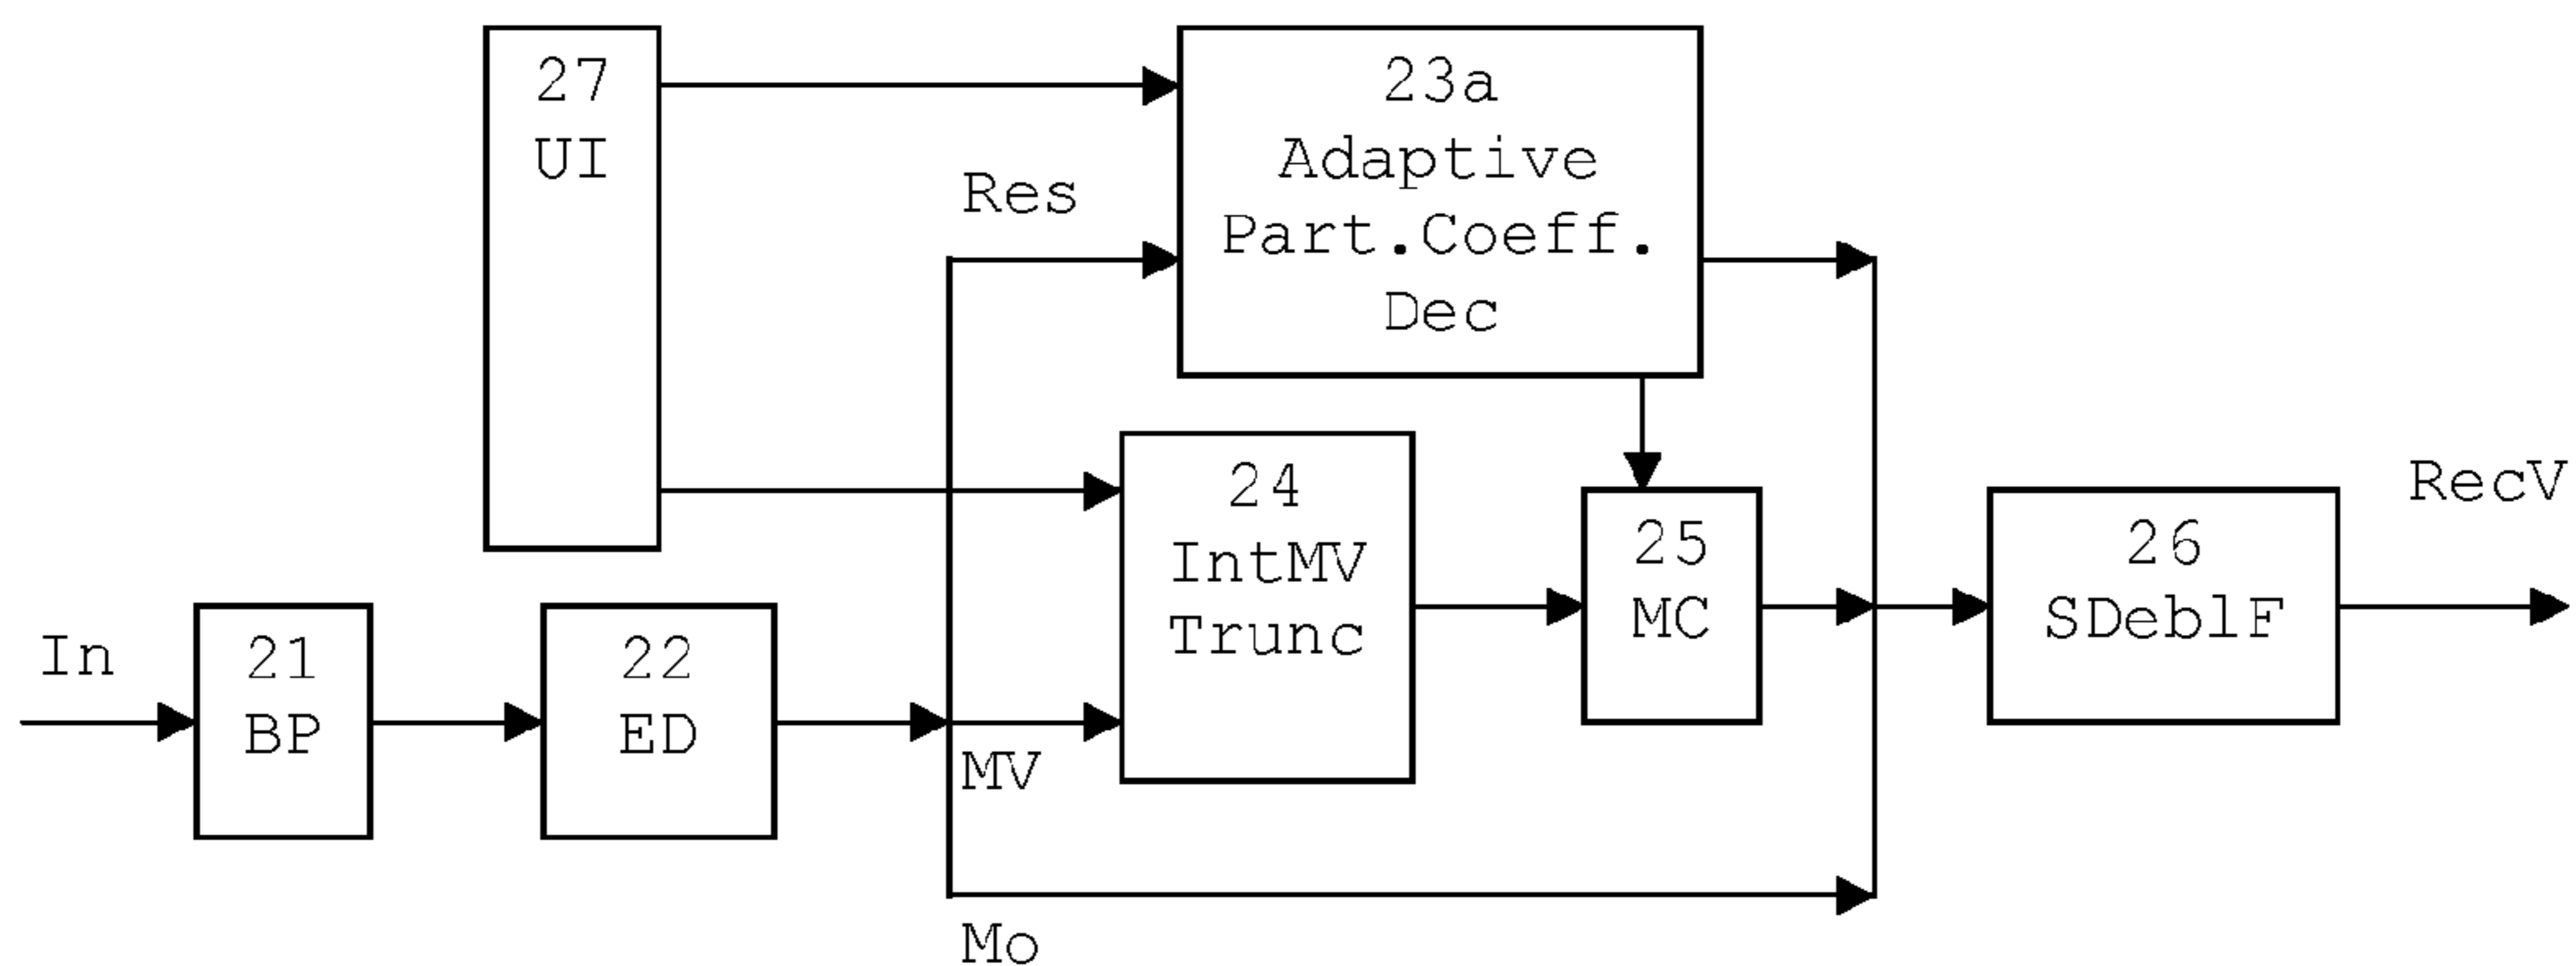 27
UI
23a
Adaptive
Part.Coeff.
Dec
Res
24
IntMV
Trunc
25
MC
26
SDeblF
RecV
In
21
BP
22
ED
MV
Mo